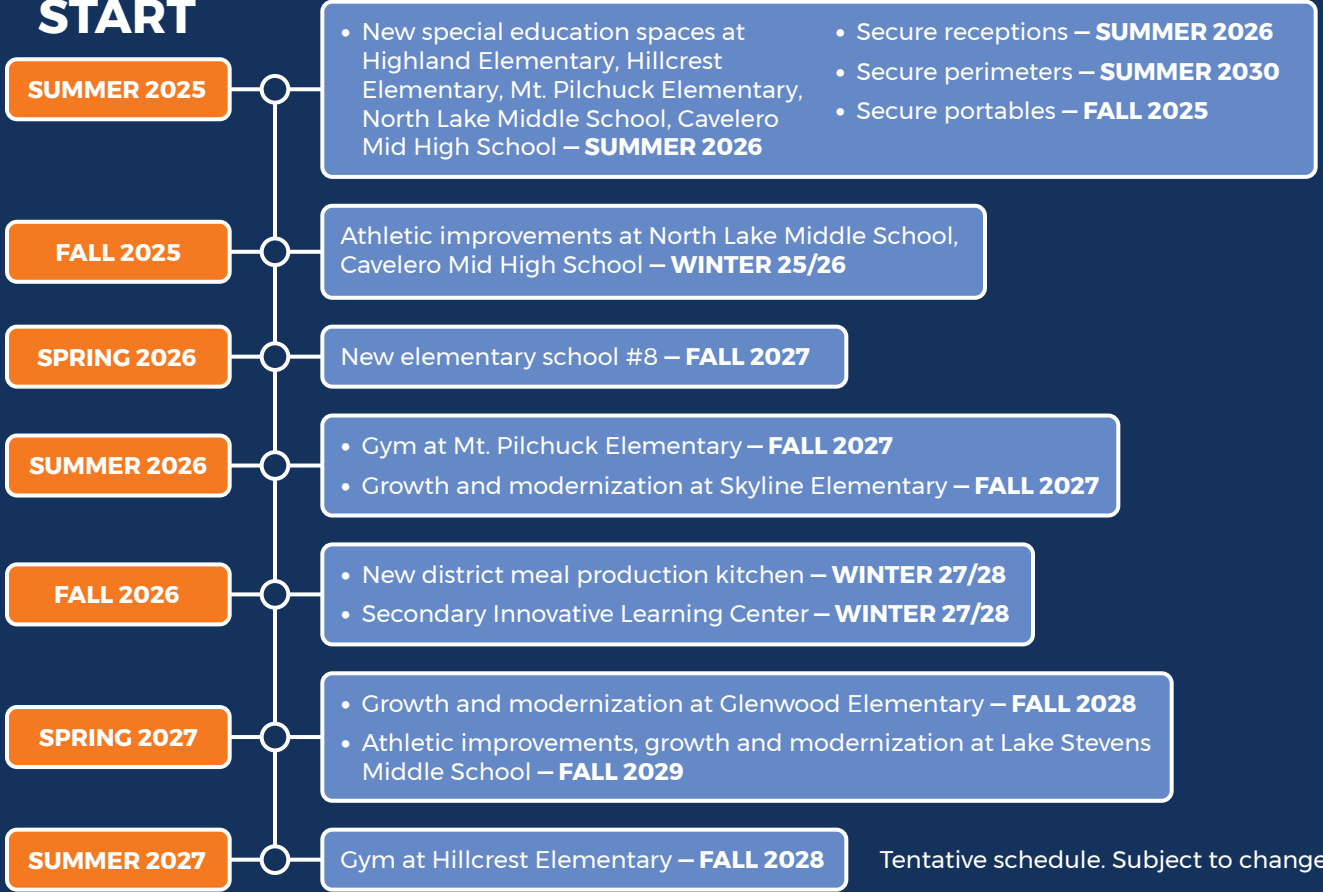 START
SUMMER 2025
• New special education spaces at
Highland Elementary, Hillcrest
Elementary, Mt. Pilchuck Elementary,
North Lake Middle School, Cavelero
Mid High School – SUMMER 2026
• Secure receptions – SUMMER 2026
• Secure perimeters – SUMMER 2030
• Secure portables – FALL 2025
FALL 2025
Athletic improvements at North Lake Middle School,
Cavelero Mid High School – WINTER 25/26
SPRING 2026
New elementary school #8 – FALL 2027
SUMMER 2026
• Gym at Mt. Pilchuck Elementary – FALL 2027
• Growth and modernization at Skyline Elementary – FALL 2027
FALL 2026
• New district meal production kitchen – WINTER 27/28
• Secondary Innovative Learning Center – WINTER 27/28
SPRING 2027
• Growth and modernization at Glenwood Elementary – FALL 2028
• Athletic improvements, growth and modernization at Lake Stevens
Middle School – FALL 2029
SUMMER 2027
Gym at Hillcrest Elementary – FALL 2028
Tentative schedule. Subject to change